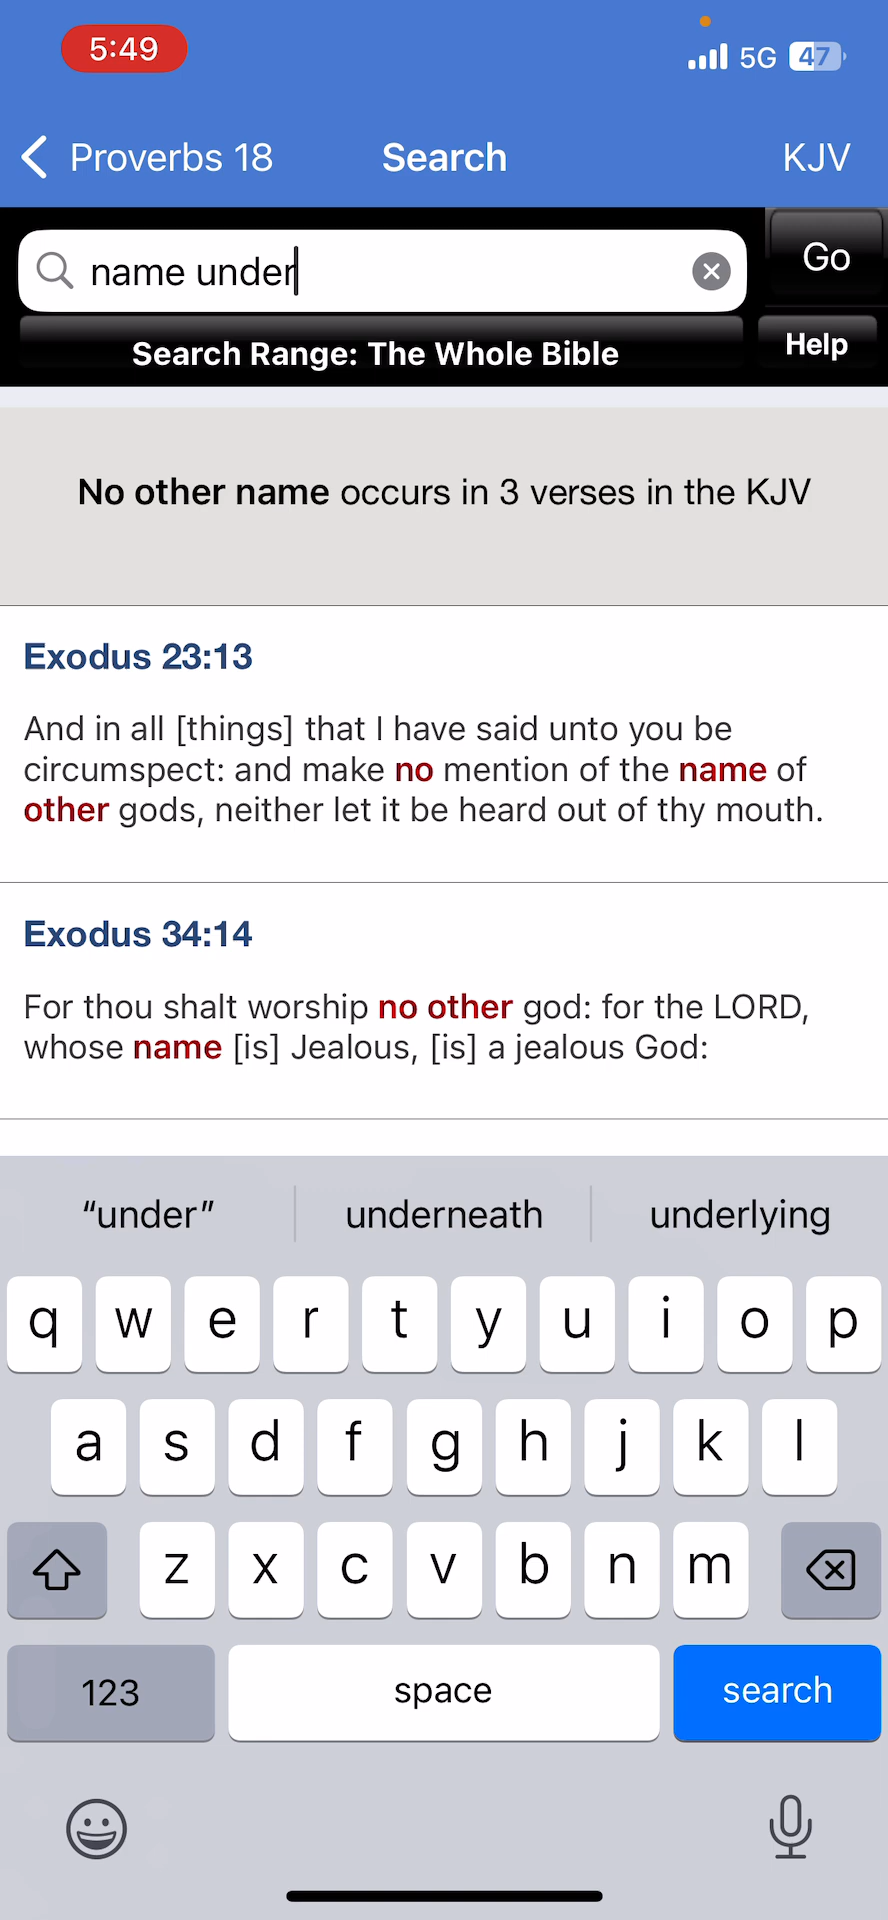 5:49
5G 47
Proverbs 18 Search KJV
name under
Go
Search Range: The Whole Bible
Help
No other name occurs in 3 verses in the KJV
Exodus 23:13
And in all [things] that I have said unto you be
circumspect: and make no mention of the name of
other gods, neither let it be heard out of thy mouth.
Exodus 34:14
For thou shalt worship no other god: for the LORD,
whose name [is] Jealous, [is] a jealous God:
“under” underneath underlying
q w e r t y u i o p
a s d f g h j k l
z x c v b n m
123 space search